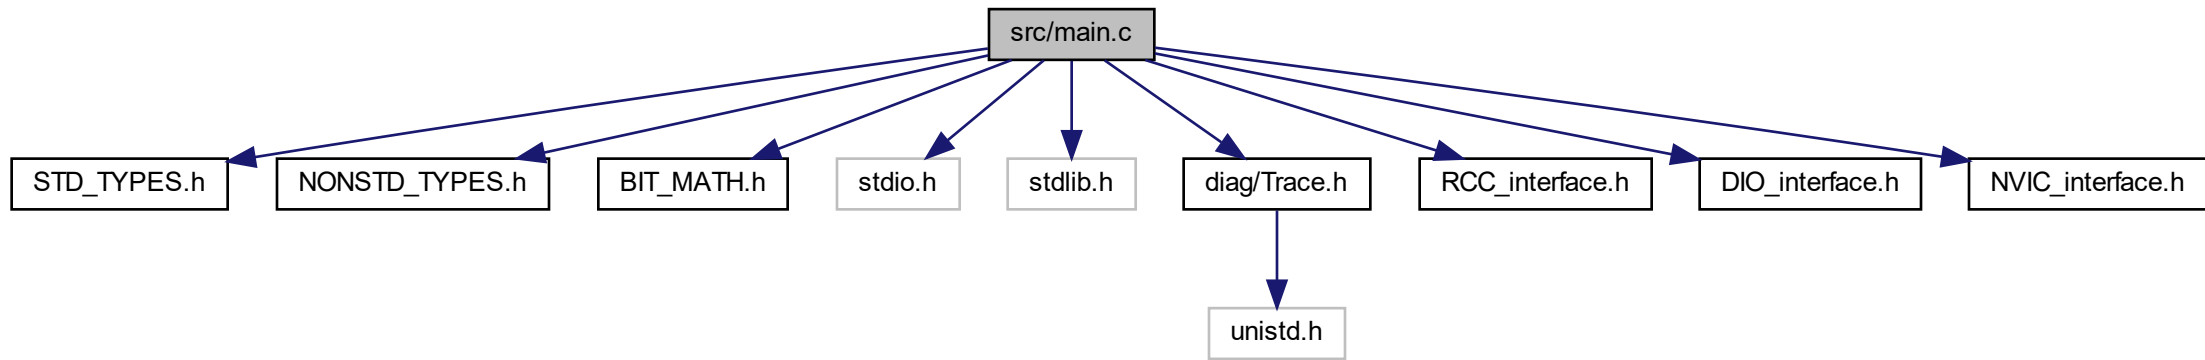 src/main.c
STD_TYPES.h
NONSTD_TYPES.h
BIT_MATH.h
stdio.h
stdlib.h
diag/Trace.h
RCC_interface.h
DIO_interface.h
NVIC_interface.h
unistd.h